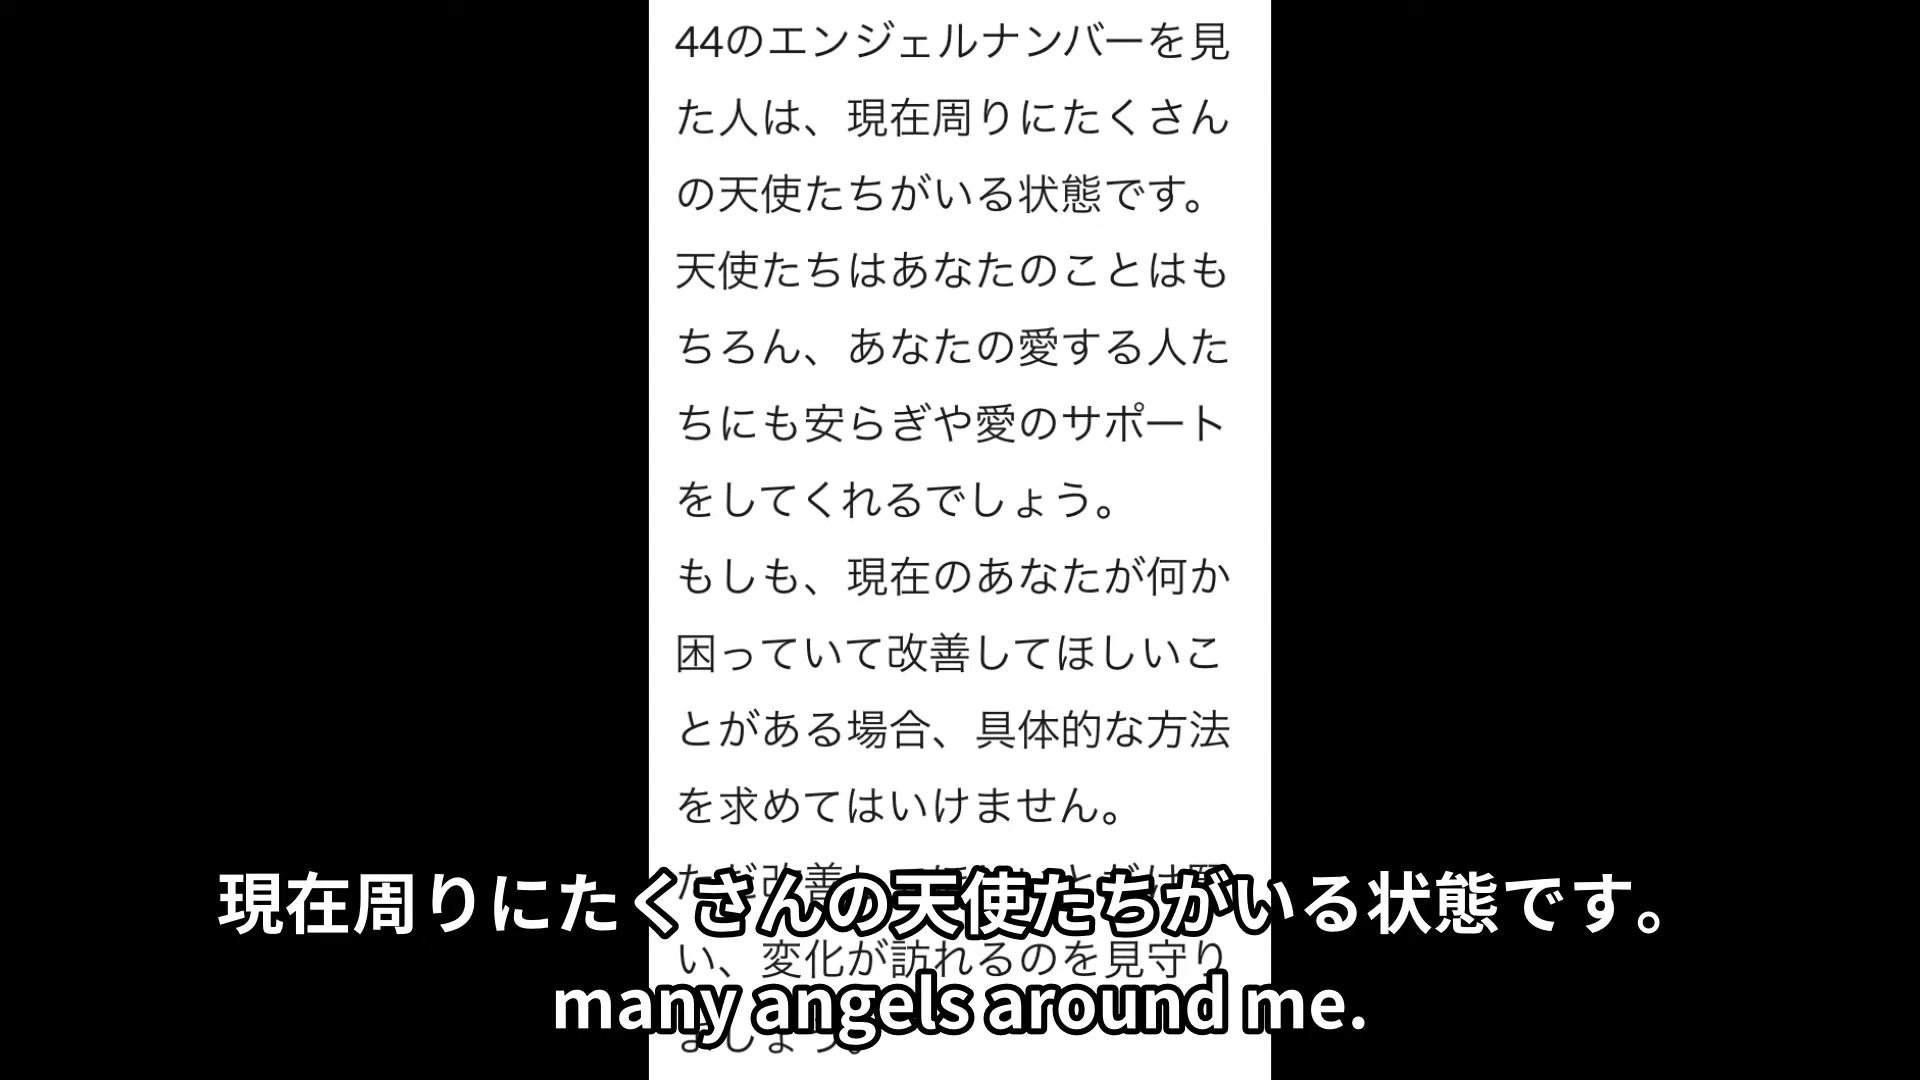 44のエンジェルナンバーを見
た人は、現在周りにたくさん
の天使たちがいる状態です。
天使たちはあなたのことはも
ちろん、あなたの愛する人た
ちにも安らぎや愛のサポート
をしてくれるでしょう。
もしも、現在のあなたが何か
困っていて改善してほしいこ
とがある場合、具体的な方法
を求めてはいけません。
現在周りにたくさんの天使たちがいる状態です。
い、変化が訪れるのを見守り
many angels around me.
ましょう。